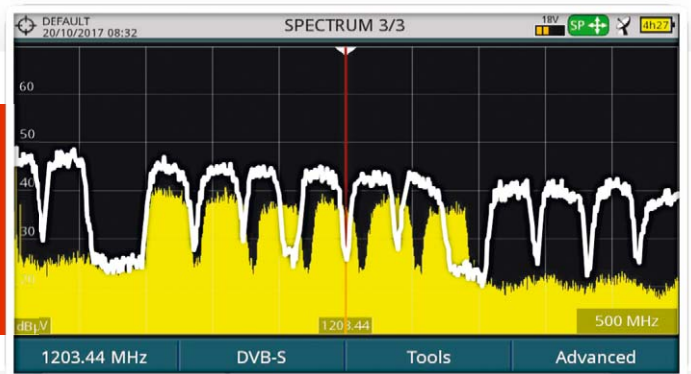 DEFAULT
20/10/2017 08:32
SPECTRUM 3/3
18V
SP
4h27
60
50
40
30
20
dBµV
1203.44
500 MHz
1203.44 MHz
DVB-S
Tools
Advanced